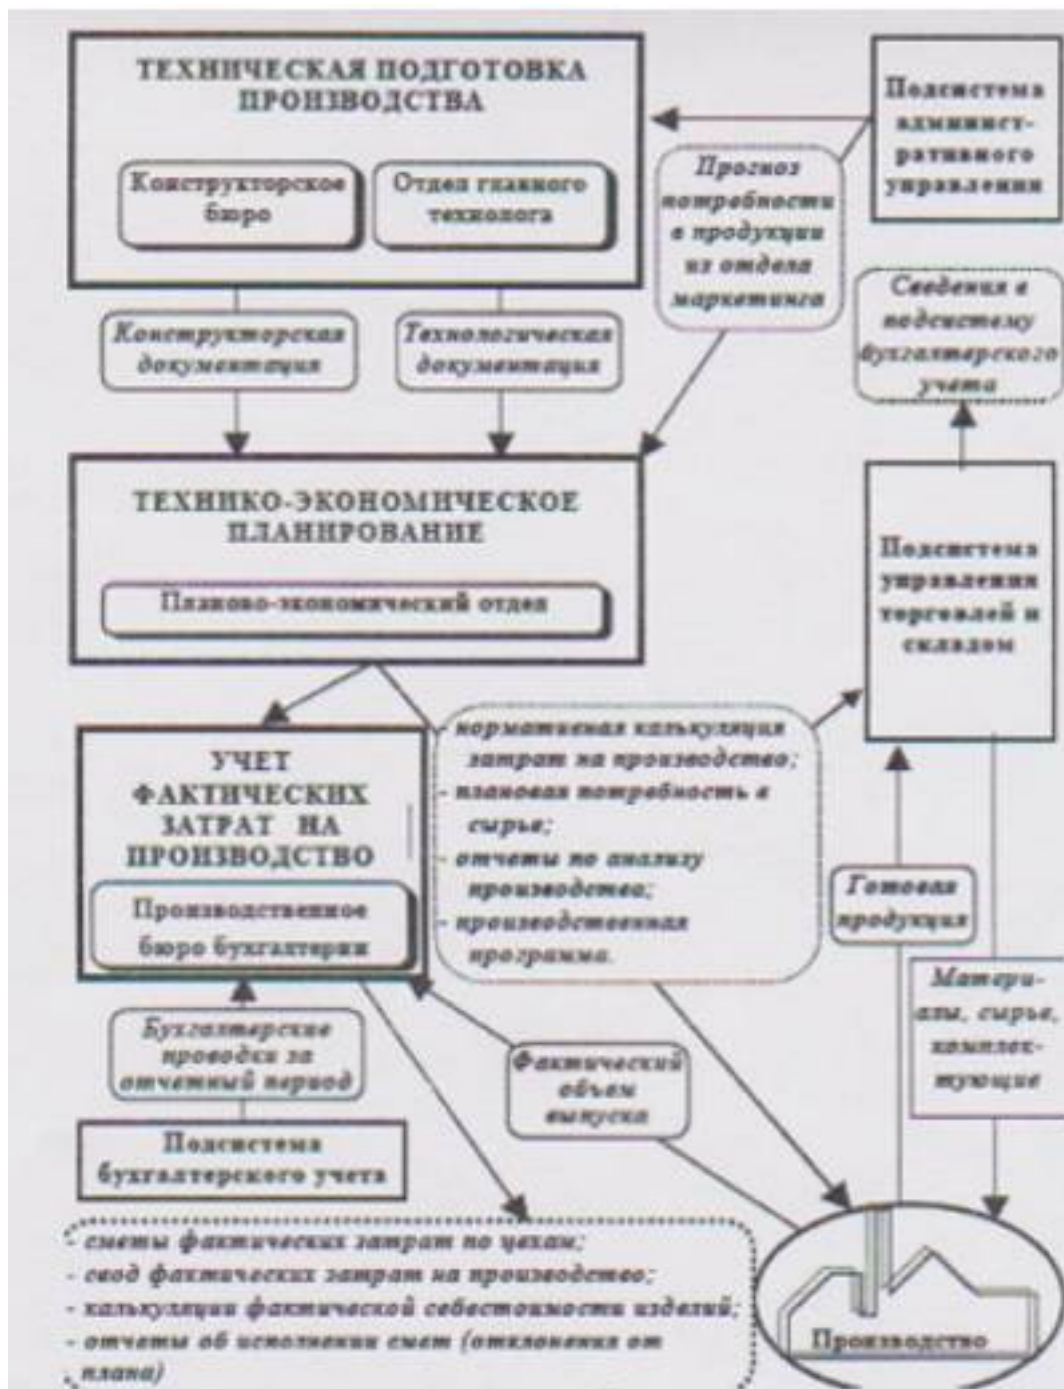 ТЕХНИЧЕСКАЯ ПОДГОТОВКА
ПРОИЗВОДСТВА
Конструкторское
бюро
Отдел главного
технолога
Подсистема
админист-
ративного
управления
Прогноз
потребности
в продукции
из отдела
маркетинга
Сведения в
подсистему
бухгалтерского
учета
Конструкторская
документация
Технологическая
документация
ТЕХНИКО-ЭКОНОМИЧЕСКОЕ
ПЛАНИРОВАНИЕ
Планово-экономический отдел
Подсистема
управления
торговлей и
складом
УЧЕТ
ФАКТИЧЕСКИХ
ЗАТРАТ НА
ПРОИЗВОДСТВО
Производственное
бюро бухгалтерии
- нормативная калькуляция
затрат на производство;
- плановая потребность в
сырье;
- отчеты по анализу
производства;
- производственная
программа.
Готовая
продукция
Матери-
алы, сырье,
комплек-
тующие
Бухгалтерские
проводки за
отчетный период
Фактический
объем
выпуска
Подсистема
бухгалтерского учета
- сметы фактических затрат по цехам;
- свод фактических затрат на производство;
- калькуляции фактической себестоимости изделий;
- отчеты об исполнении смет (отклонения от
плана)
Производство